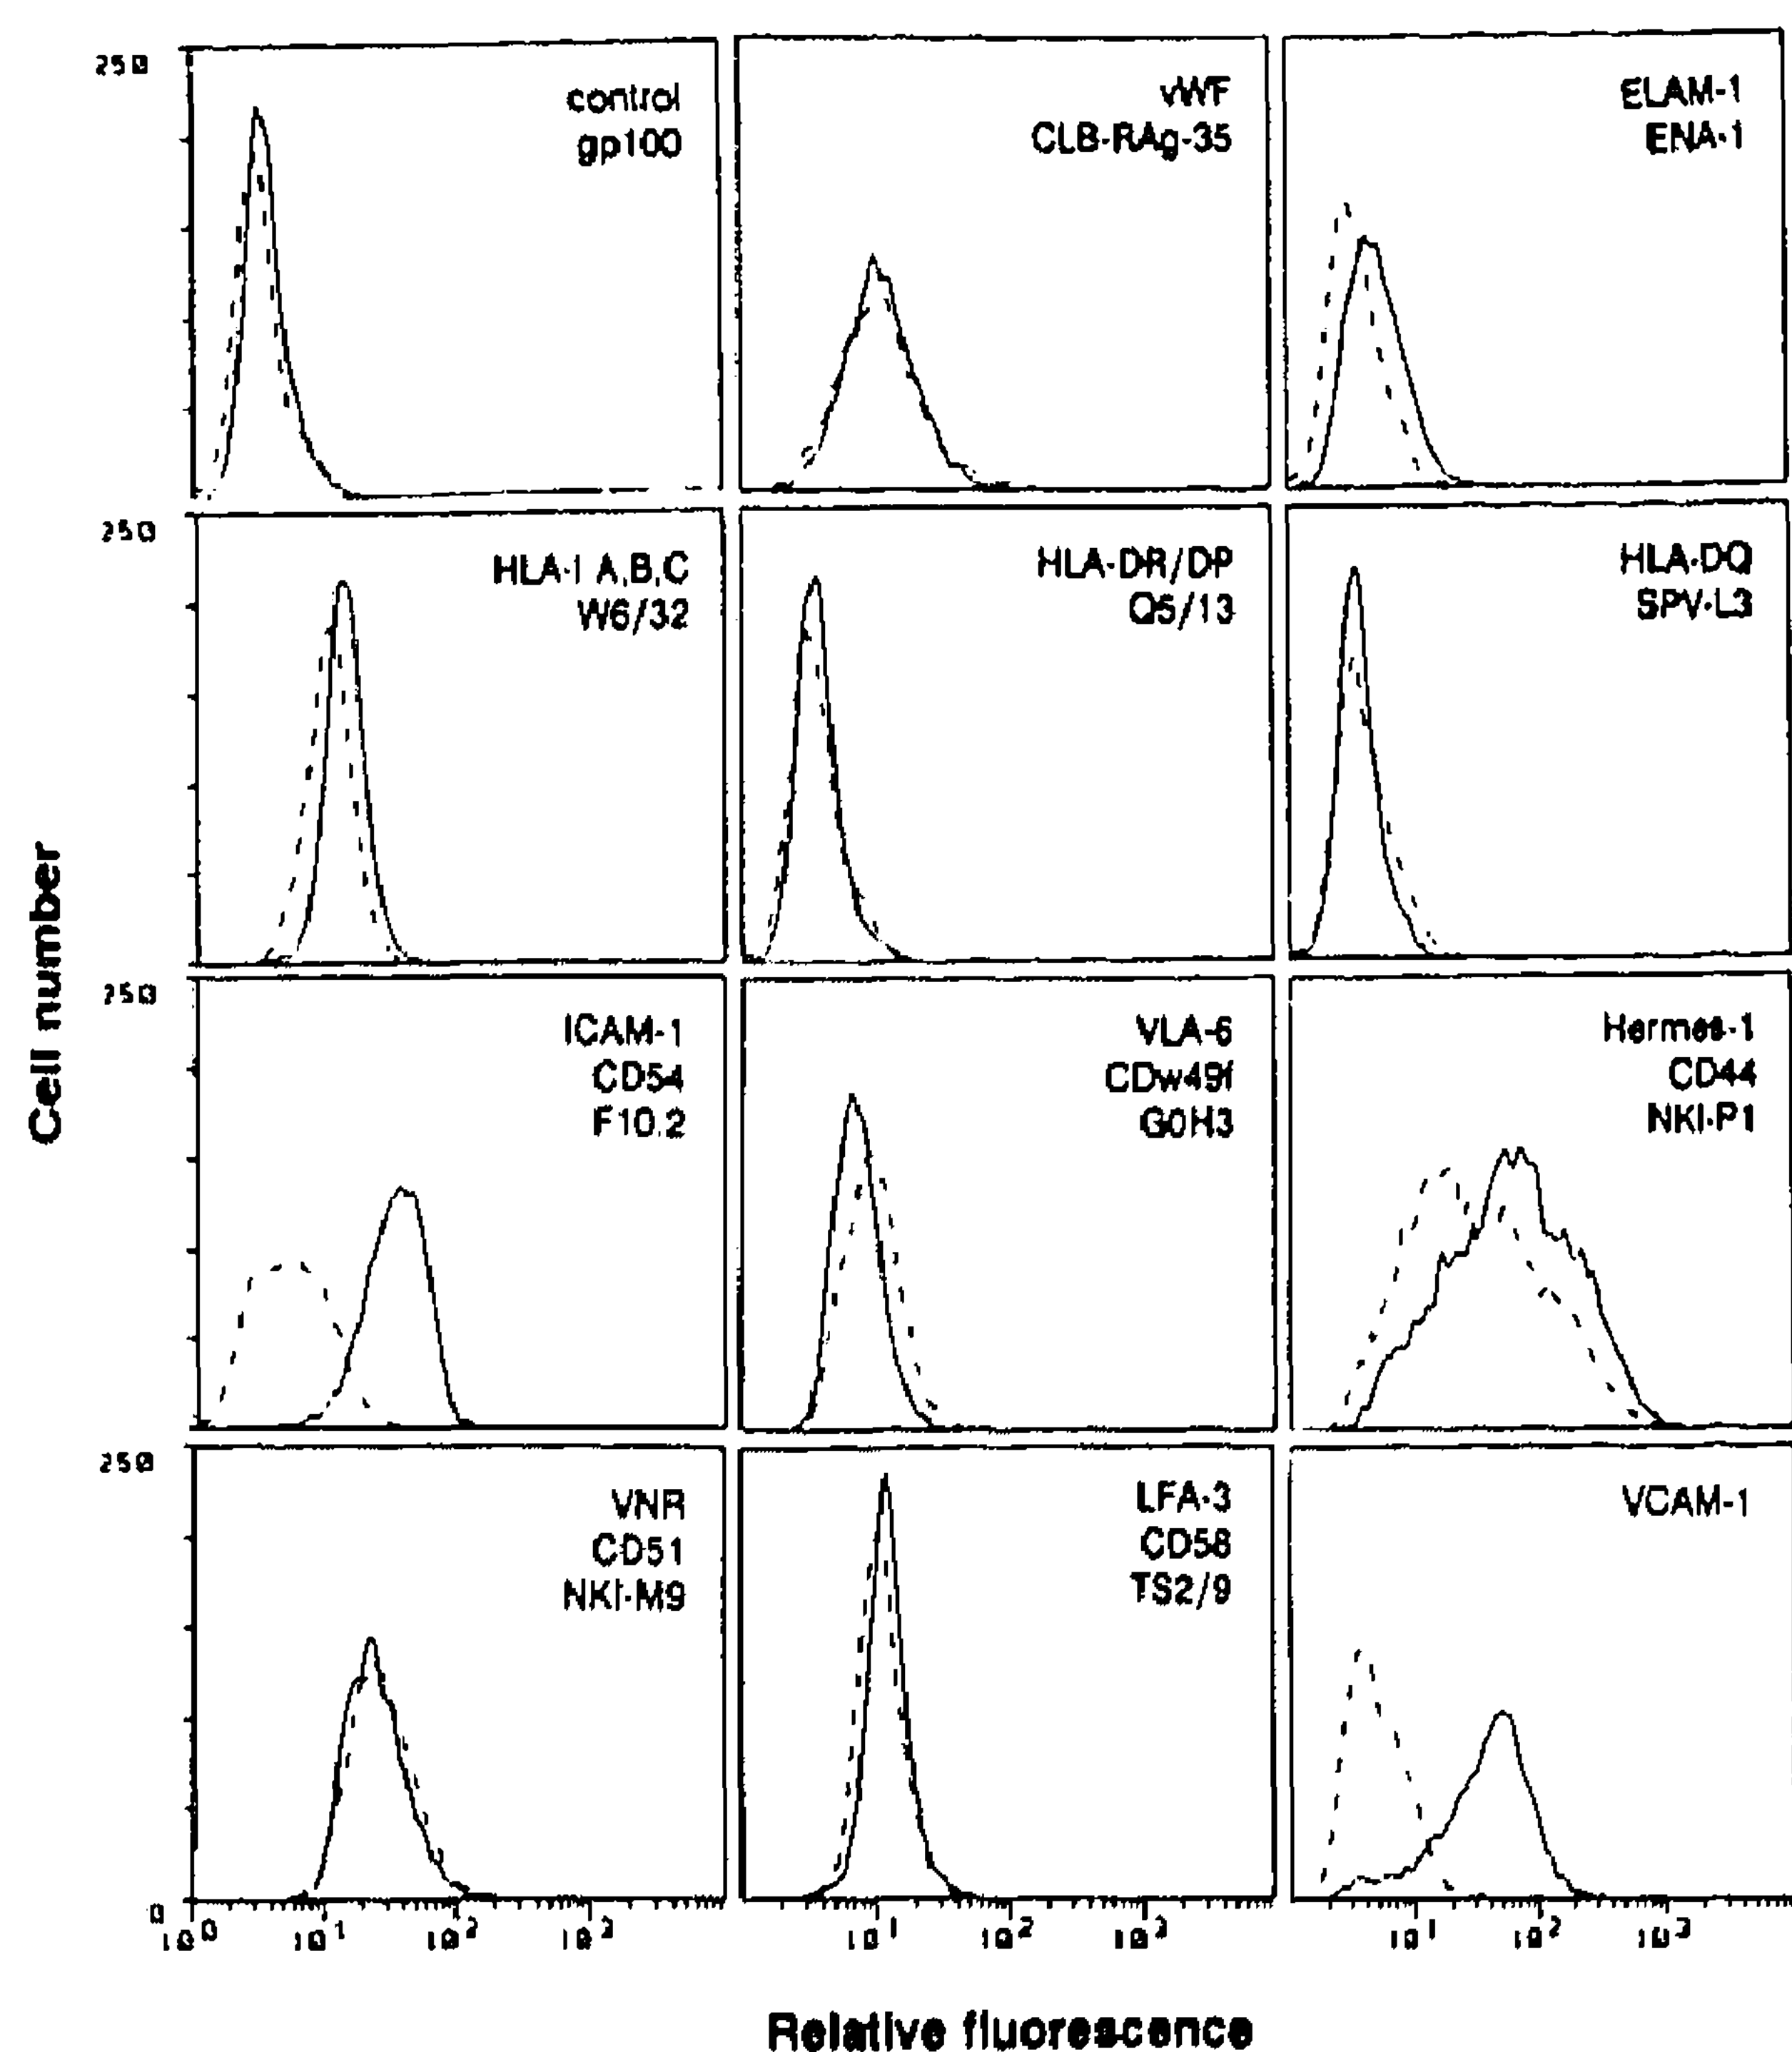 250
control
gp100
vWF
CLB-RAg-35
ELAM-1
ENA-1
250
HLA-I A,B,C
W6/32
HLA-DR/DP
Q5/13
HLA-DQ
SPV-L3
250
ICAM-1
CD54
F10.2
VLA-6
CDw49f
G0H3
Hermes-1
CD44
NKI-P1
250
VNR
CD51
NKI-M9
LFA-3
CD58
TS2/9
VCAM-1
0
10⁰ 10¹ 10² 10³
10¹ 10² 10³
10¹ 10² 10³
Cell number
Relative fluorescence